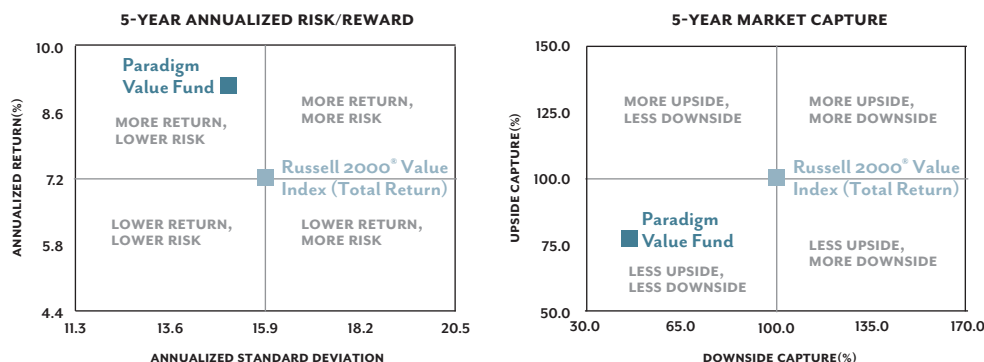 5-YEAR ANNUALIZED RISK/REWARD
10.0
8.6
7.2
5.8
4.4
ANNUALIZED RETURN(%)
Paradigm
Value Fund
MORE RETURN,
LOWER RISK
MORE RETURN,
MORE RISK
Russell 2000® Value
Index (Total Return)
LOWER RETURN,
LOWER RISK
LOWER RETURN,
MORE RISK
11.3
13.6
15.9
18.2
20.5
ANNUALIZED STANDARD DEVIATION
5-YEAR MARKET CAPTURE
150.0
125.0
100.0
75.0
50.0
UPSIDE CAPTURE(%)
MORE UPSIDE,
LESS DOWNSIDE
MORE UPSIDE,
MORE DOWNSIDE
Russell 2000® Value
Index (Total Return)
Paradigm
Value Fund
LESS UPSIDE,
LESS DOWNSIDE
LESS UPSIDE,
MORE DOWNSIDE
30.0
65.0
100.0
135.0
170.0
DOWNSIDE CAPTURE(%)